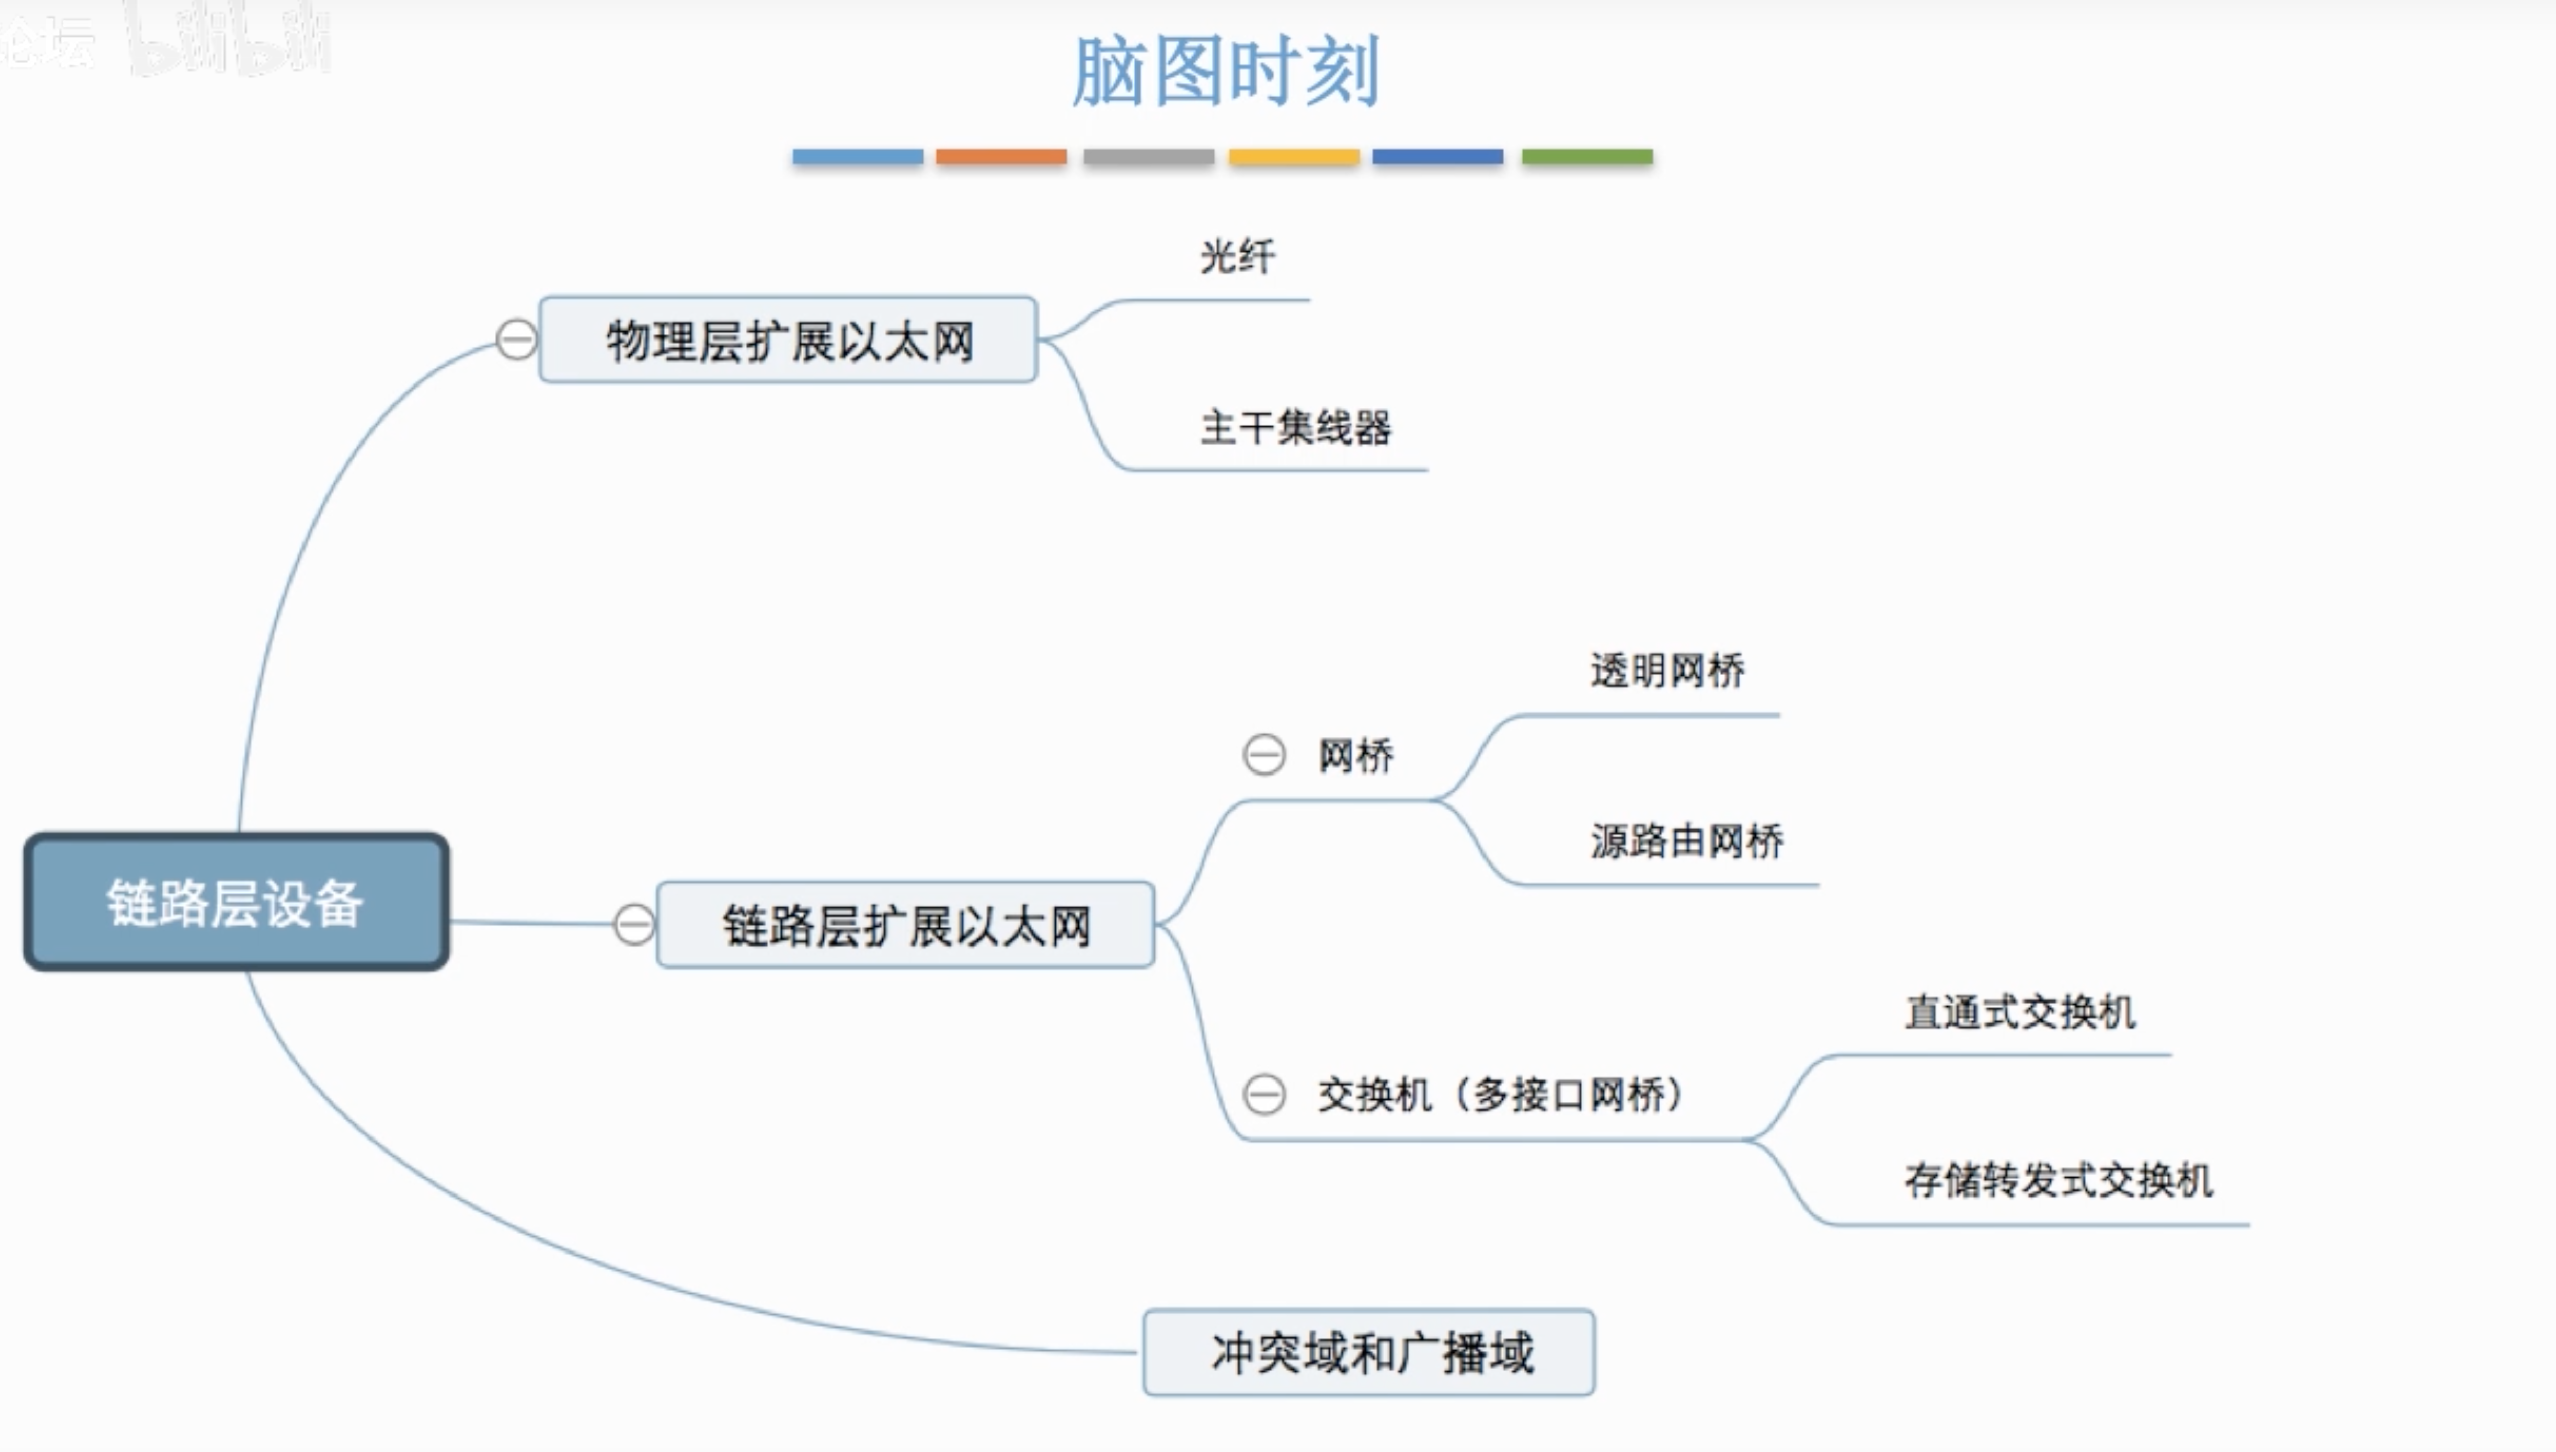 论坛 bilibili
脑图时刻
光纤
物理层扩展以太网
主干集线器
透明网桥
网桥
源路由网桥
链路层设备
链路层扩展以太网
直通式交换机
交换机（多接口网桥）
存储转发式交换机
冲突域和广播域